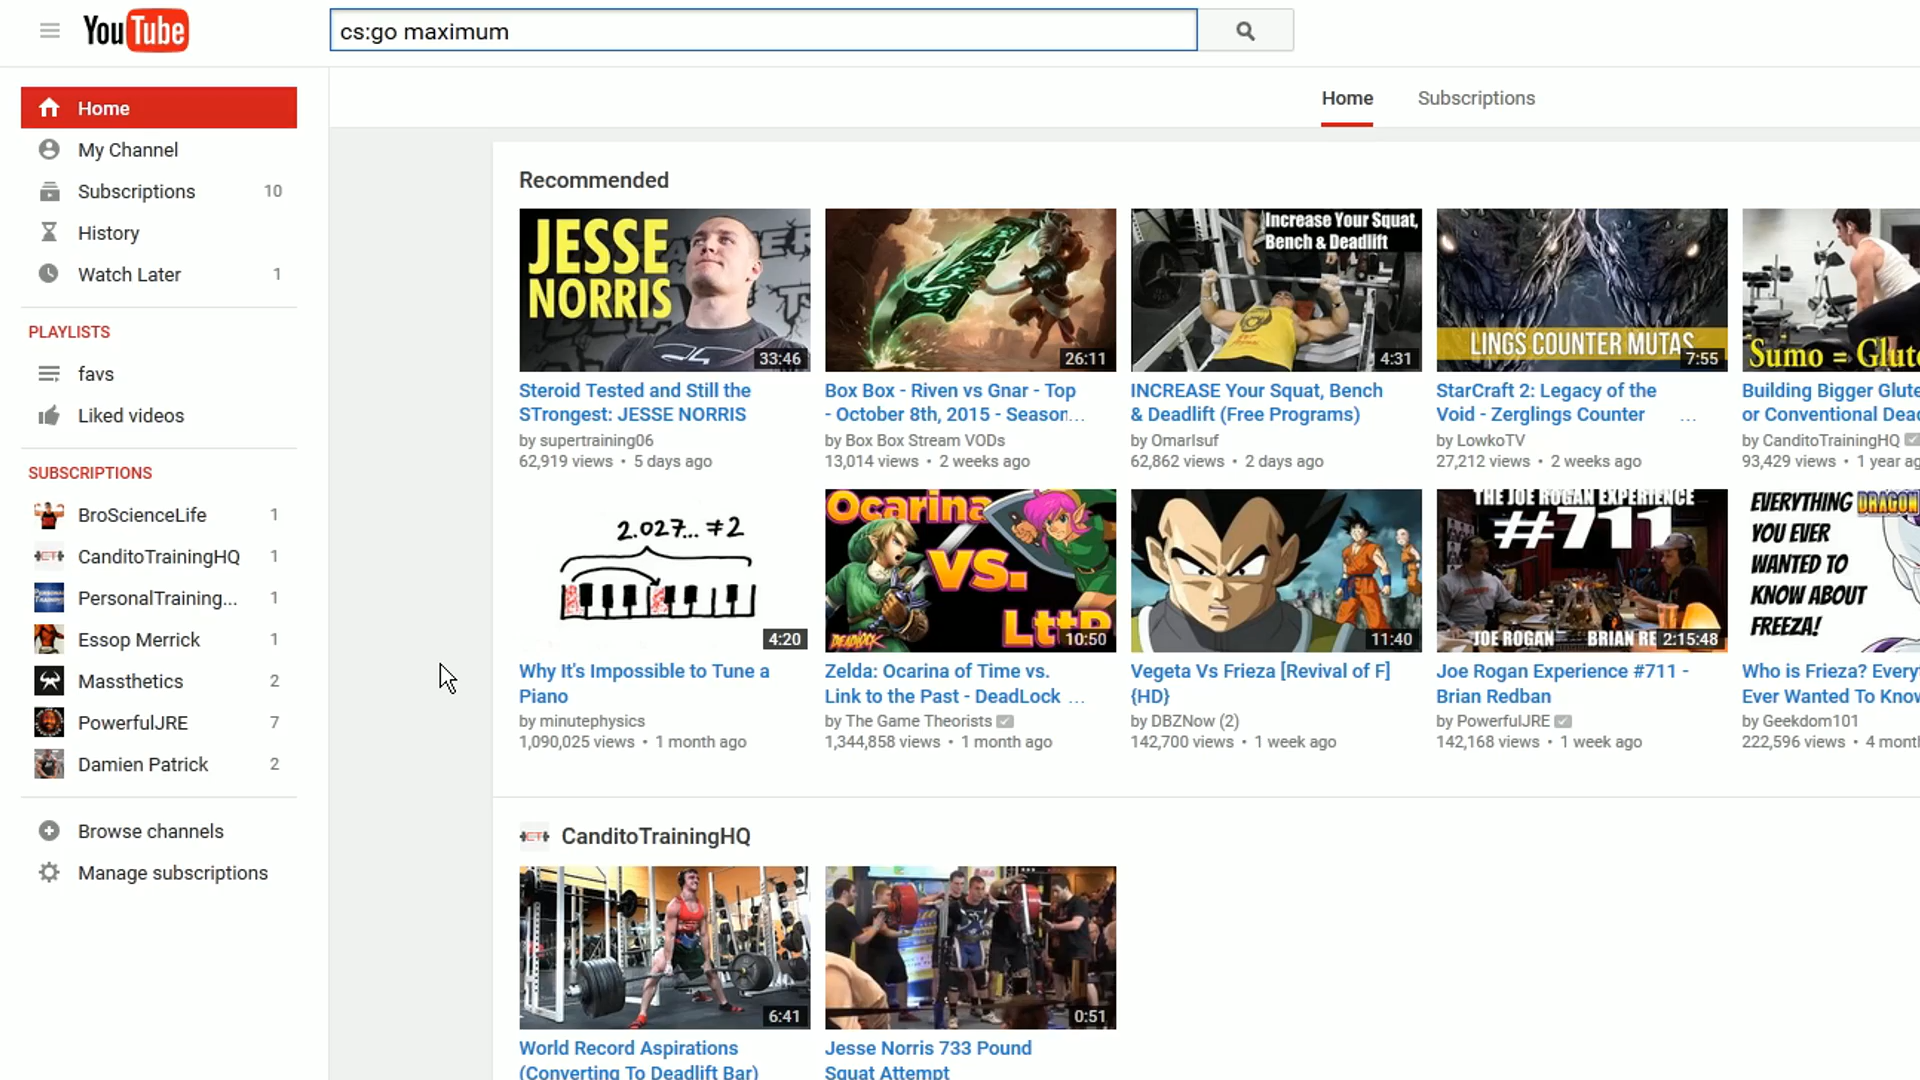 YouTube
cs:go maximum
Home
My Channel
Subscriptions 10
History
Watch Later 1
PLAYLISTS
favs
Liked videos
SUBSCRIPTIONS
BroScienceLife 1
CanditoTrainingHQ 1
PersonalTraining... 1
Essop Merrick 1
Massthetics 2
PowerfulJRE 7
Damien Patrick 2
Browse channels
Manage subscriptions
Home Subscriptions
Recommended
JESSE
NORRIS
33:46
Steroid Tested and Still the
STrongest: JESSE NORRIS
by supertraining06
62,919 views • 5 days ago
26:11
Box Box - Riven vs Gnar - Top
- October 8th, 2015 - Season...
by Box Box Stream VODs
13,014 views • 2 weeks ago
Increase Your Squat,
Bench & Deadlift
4:31
INCREASE Your Squat, Bench
& Deadlift (Free Programs)
by OmarIsuf
62,862 views • 2 days ago
LINGS COUNTER MUTAS
7:55
StarCraft 2: Legacy of the
Void - Zerglings Counter ...
by LowkoTV
27,212 views • 2 weeks ago
Sumo = Glute
Building Bigger Glute
or Conventional Dead
by CanditoTrainingHQ
93,429 views • 1 year ag
2.027... ≠ 2
4:20
Why It's Impossible to Tune a
Piano
by minutephysics
1,090,025 views • 1 month ago
Ocarina
VS.
LttP
DEADLOCK
10:50
Zelda: Ocarina of Time vs.
Link to the Past - DeadLock ...
by The Game Theorists
1,344,858 views • 1 month ago
11:40
Vegeta Vs Frieza [Revival of F]
{HD}
by DBZNow (2)
142,700 views • 1 week ago
THE JOE ROGAN EXPERIENCE
#711
JOE ROGAN BRIAN RE
2:15:48
Joe Rogan Experience #711 -
Brian Redban
by PowerfulJRE
142,168 views • 1 week ago
EVERYTHING DRAGON
YOU EVER
WANTED TO
KNOW ABOUT
FREEZA!
Who is Frieza? Every
Ever Wanted To Know
by Geekdom101
222,596 views • 4 month
CanditoTrainingHQ
6:41
World Record Aspirations
(Converting To Deadlift Bar)
0:51
Jesse Norris 733 Pound
Squat Attempt